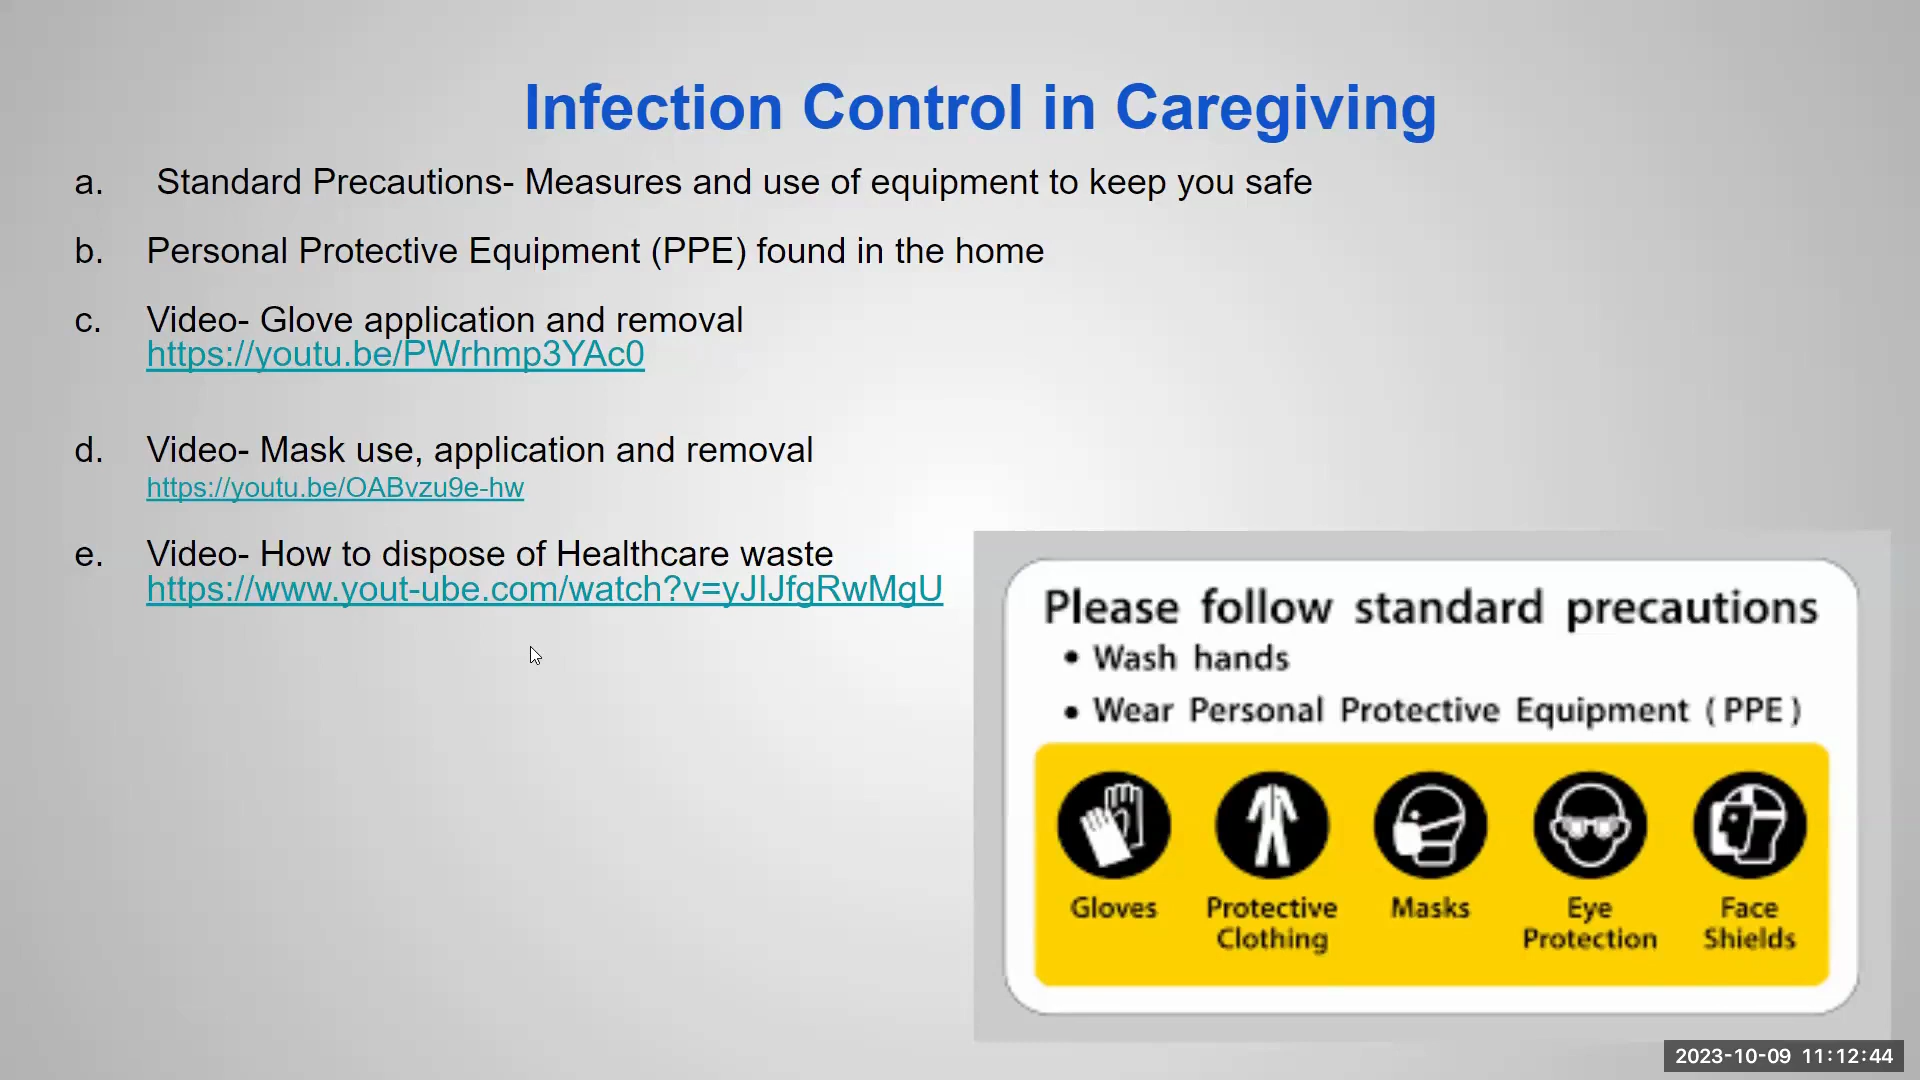 Infection Control in Caregiving
a. Standard Precautions- Measures and use of equipment to keep you safe
b. Personal Protective Equipment (PPE) found in the home
c. Video- Glove application and removal
https://youtu.be/PWrhmp3YAc0
d. Video- Mask use, application and removal
https://youtu.be/OABvzu9e-hw
e. Video- How to dispose of Healthcare waste
https://www.yout-ube.com/watch?v=yJIJfgRwMgU
Please follow standard precautions
• Wash hands
• Wear Personal Protective Equipment (PPE)
Gloves
Protective
Clothing
Masks
Eye
Protection
Face
Shields
2023-10-09 11:12:44